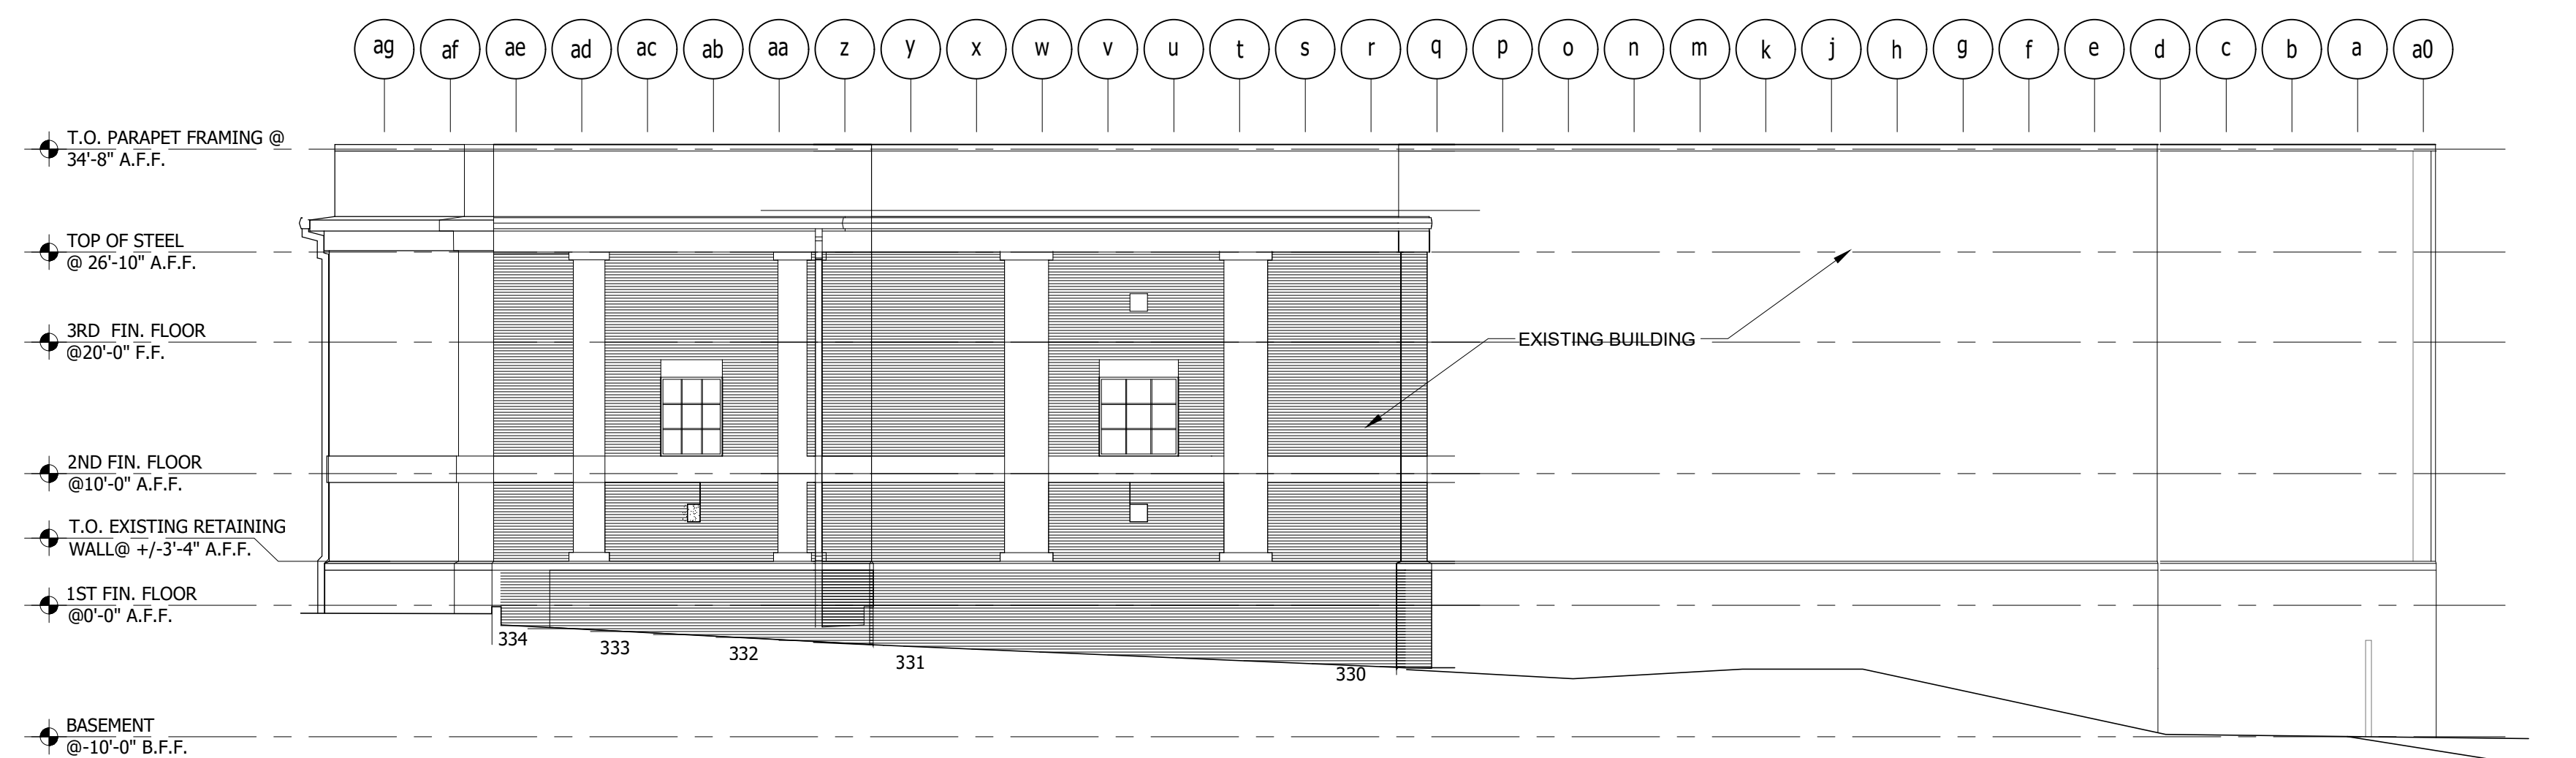 ag af ae ad ac ab aa z y x w v u t s r q p o n m k j h g f e d c b a a0
T.O. PARAPET FRAMING @
34'-8" A.F.F.
TOP OF STEEL
@ 26'-10" A.F.F.
3RD FIN. FLOOR
@20'-0" F.F.
EXISTING BUILDING
2ND FIN. FLOOR
@10'-0" A.F.F.
T.O. EXISTING RETAINING
WALL@ +/-3'-4" A.F.F.
1ST FIN. FLOOR
@0'-0" A.F.F.
334
333
332
331
330
BASEMENT
@-10'-0" B.F.F.